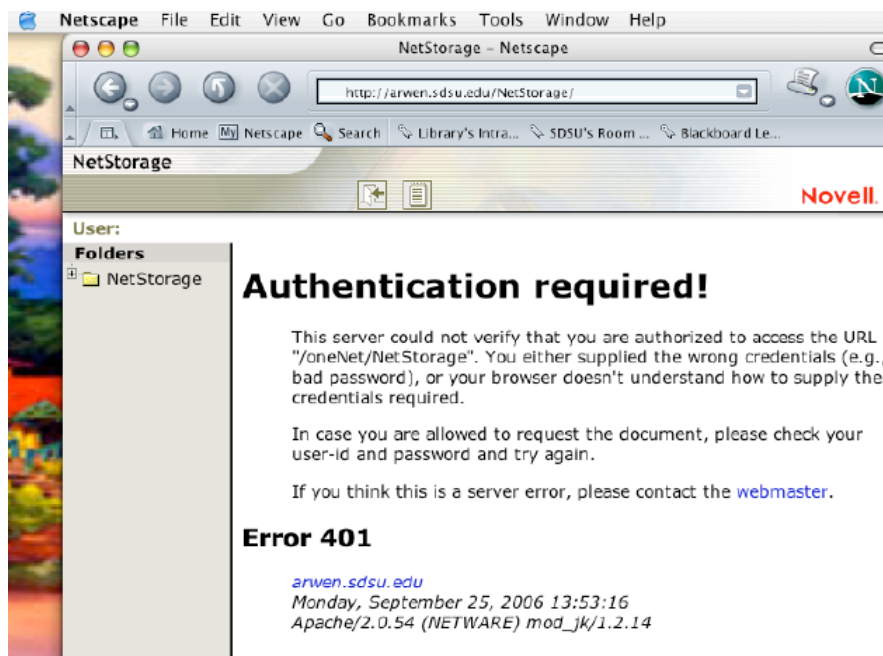 Netscape File Edit View Go Bookmarks Tools Window Help
NetStorage – Netscape
http://arwen.sdsu.edu/NetStorage/
N
Home My Netscape Search Library's Intra... SDSU's Room ... Blackboard Le...
NetStorage
Novell.
User:
Folders
NetStorage
Authentication required!
This server could not verify that you are authorized to access the URL
"/oneNet/NetStorage". You either supplied the wrong credentials (e.g.,
bad password), or your browser doesn't understand how to supply the
credentials required.
In case you are allowed to request the document, please check your
user-id and password and try again.
If you think this is a server error, please contact the webmaster.
Error 401
arwen.sdsu.edu
Monday, September 25, 2006 13:53:16
Apache/2.0.54 (NETWARE) mod_jk/1.2.14